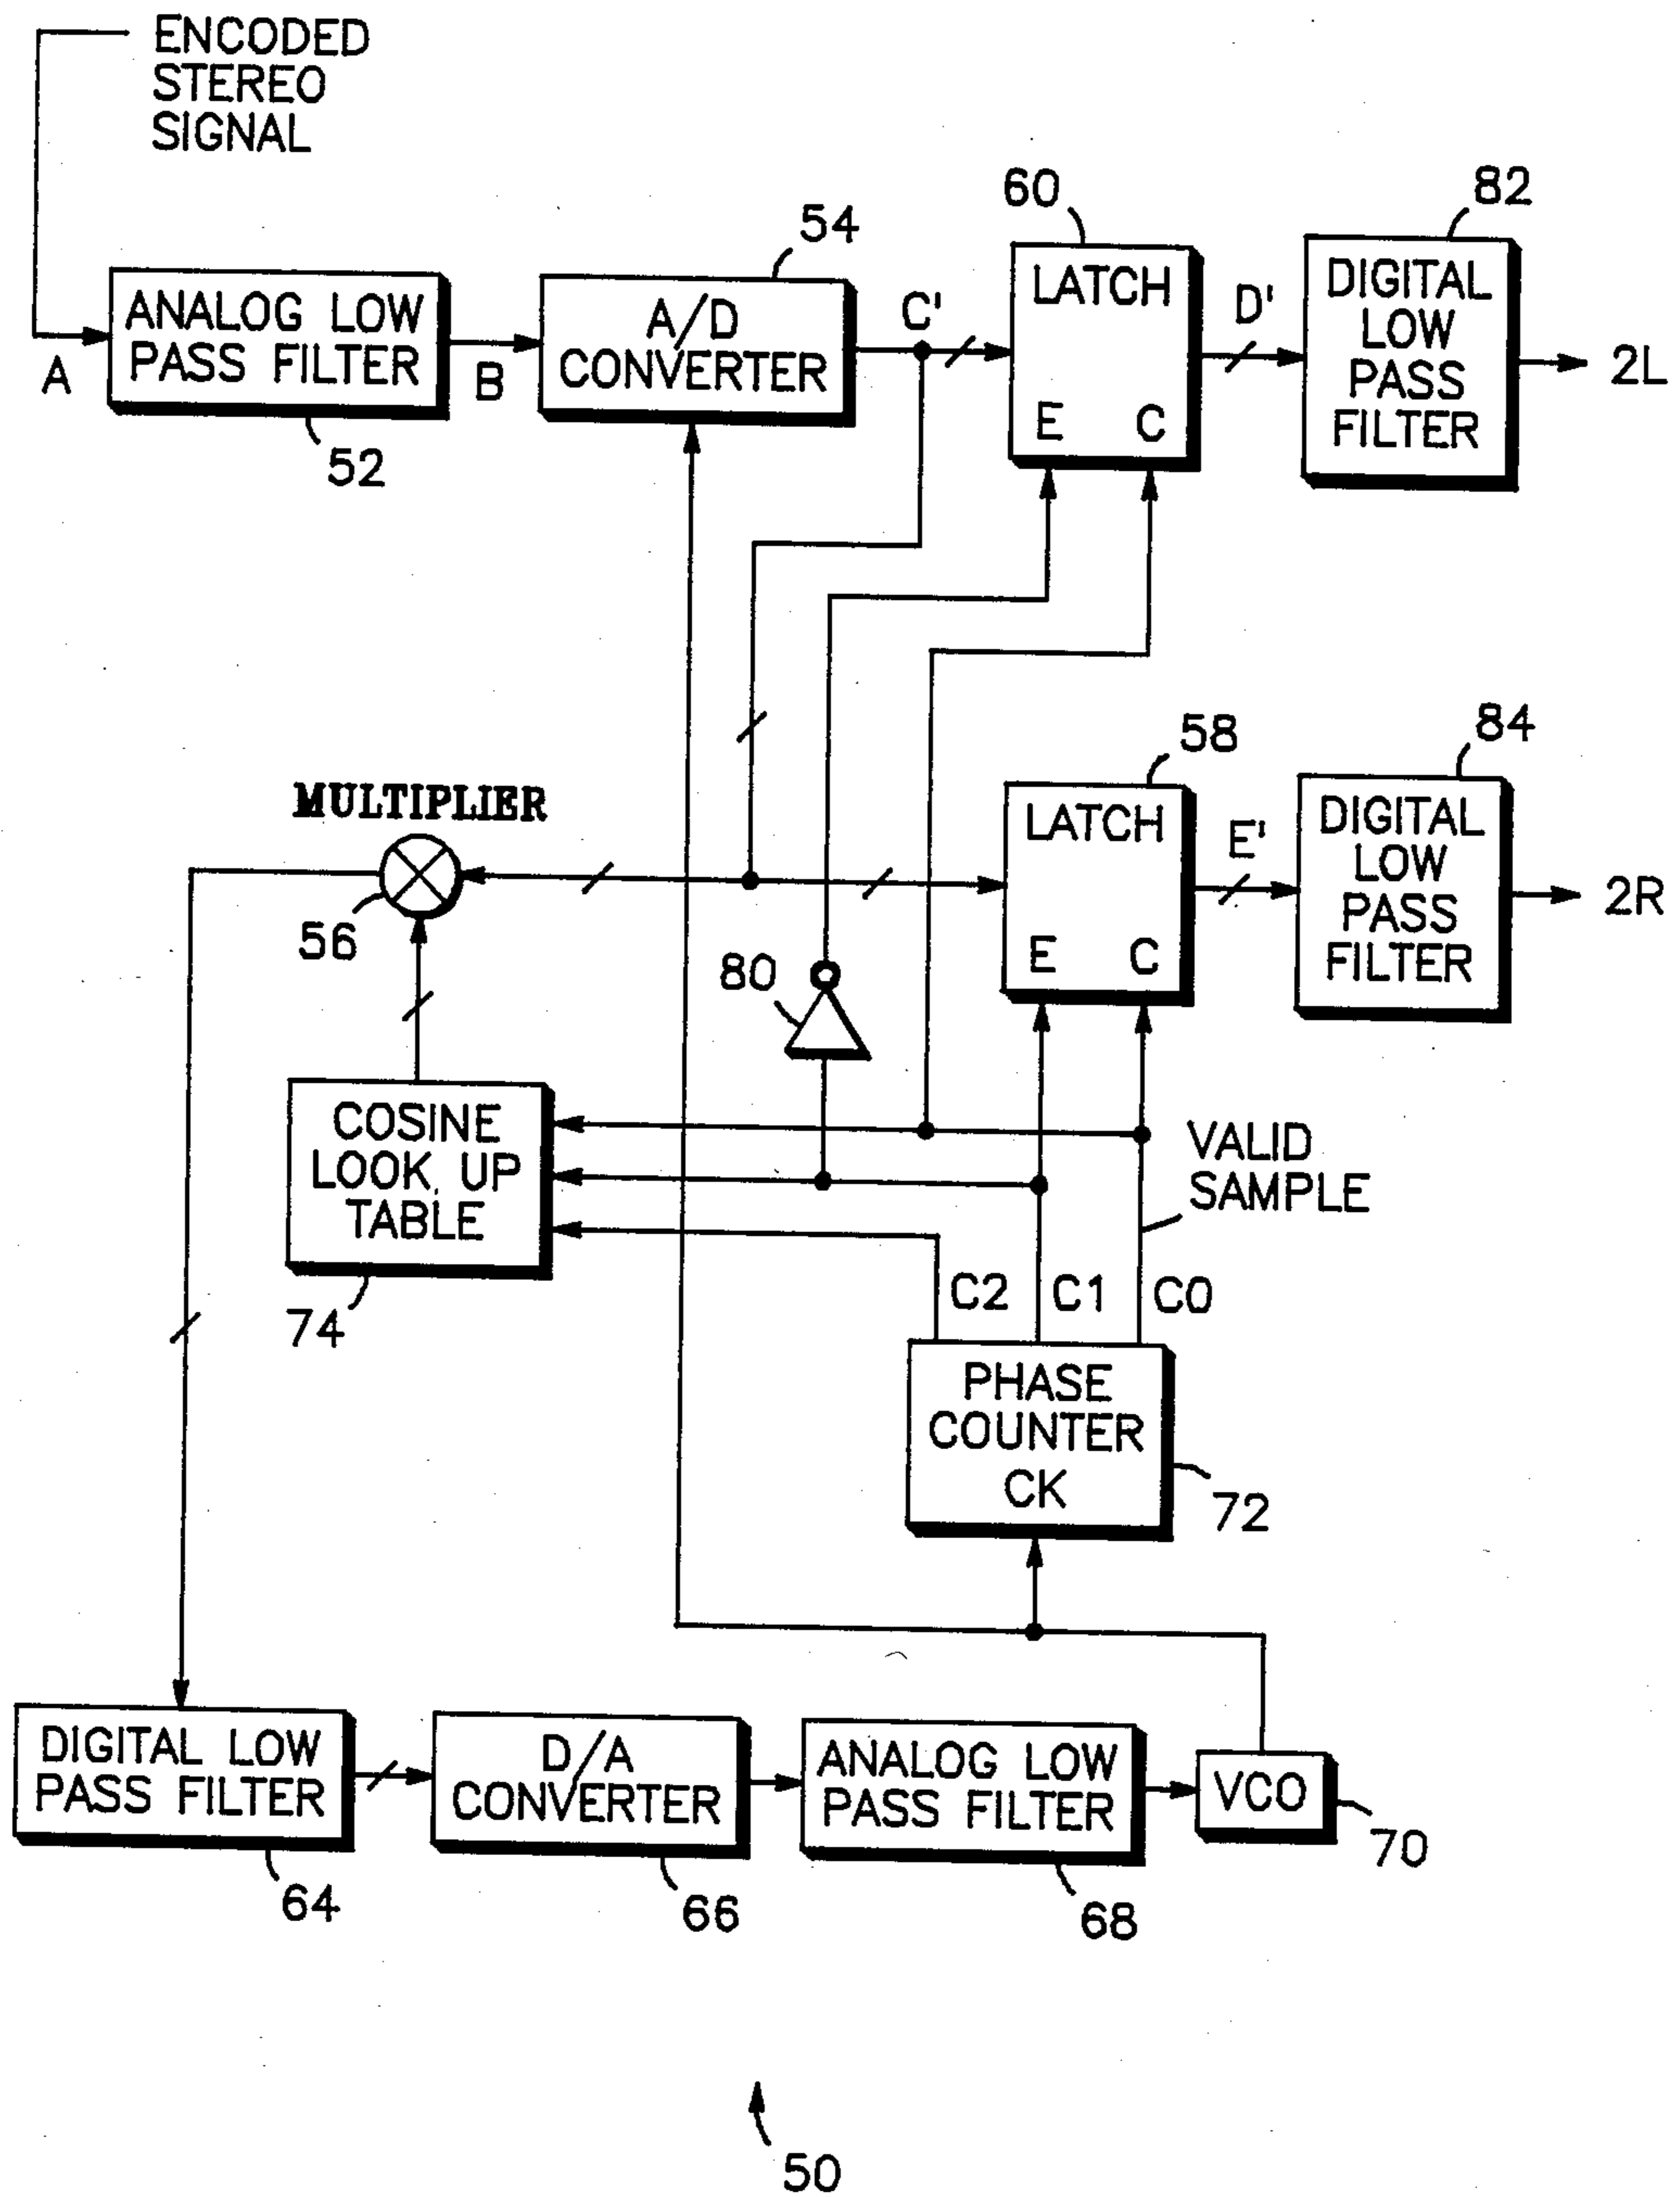 ENCODED
STEREO
SIGNAL
60
82
54
LATCH
E C
DIGITAL
LOW
PASS
FILTER
A/D
CONVERTER
ANALOG LOW
PASS FILTER
A
B
C'
D'
2L
52
58
84
MULTIPLIER
LATCH
E C
DIGITAL
LOW
PASS
FILTER
E'
2R
56
80
COSINE
LOOK UP
TABLE
VALID
SAMPLE
74
C2 C1 C0
PHASE
COUNTER
CK
72
DIGITAL LOW
PASS FILTER
D/A
CONVERTER
ANALOG LOW
PASS FILTER
VCO
64
66
68
70
50